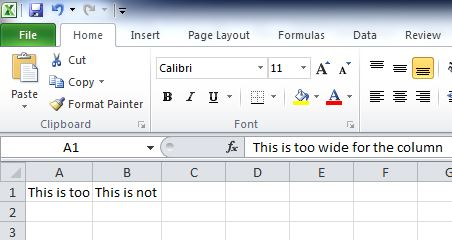 File Home Insert Page Layout Formulas Data Review
Cut
Copy
Format Painter
Paste
Calibri 11 A A
B I U A
Clipboard Font
A1 fx This is too wide for the column
A B C D E F G
1 This is too This is not
2
3